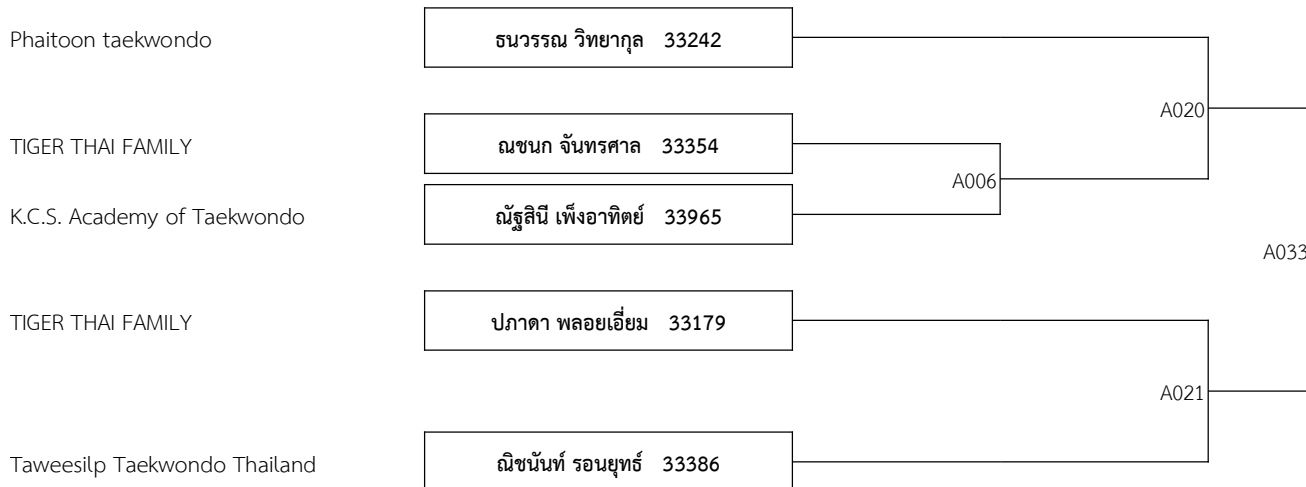 Phaitoon taekwondo ธนวรรณ วิทยากุล 33242
A020
TIGER THAI FAMILY ณชนก จันทรศาล 33354
A006
K.C.S. Academy of Taekwondo ณัฐสินี เพ็งอาทิตย์ 33965
A033
TIGER THAI FAMILY ปภาดา พลอยเอี่ยม 33179
A021
Taweesilp Taekwondo Thailand ณิชนันท์ รอนยุทธ์ 33386